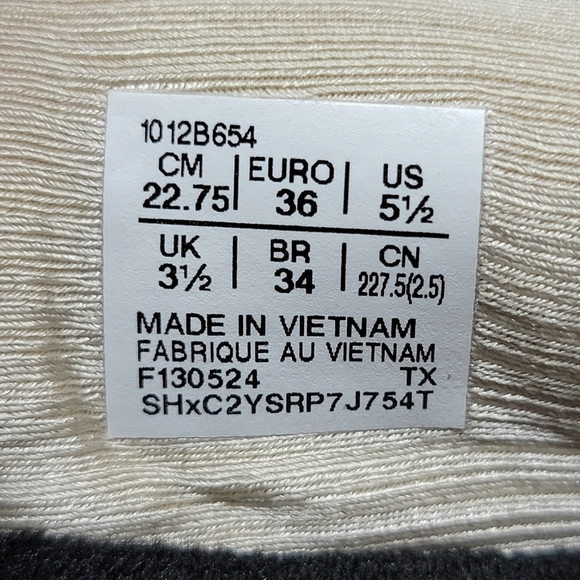 1012B654
CM | EURO | US
22.75 | 36 | 5½
UK | BR | CN
3½ | 34 | 227.5(2.5)
MADE IN VIETNAM
FABRIQUE AU VIETNAM
F130524 TX
SHxC2YSRP7J754T